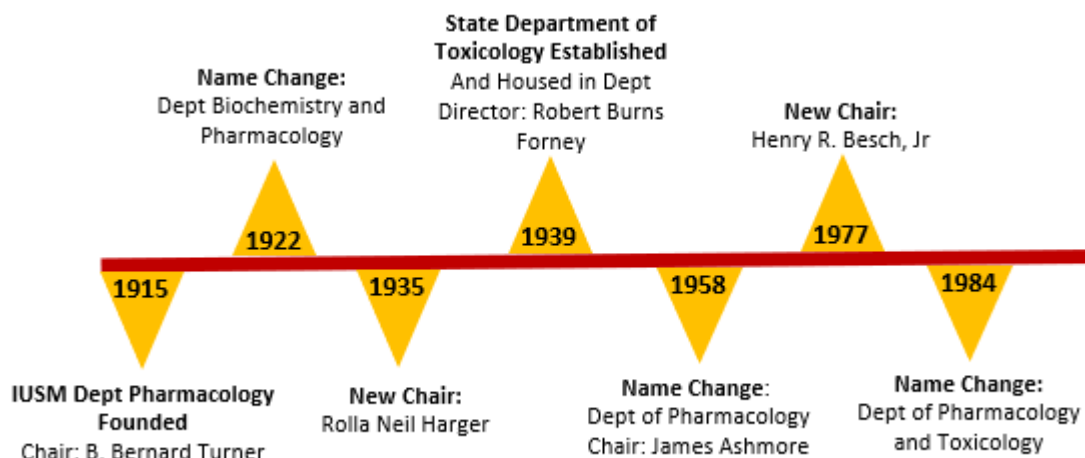 State Department of
Toxicology Established
And Housed in Dept
Director: Robert Burns
Forney
Name Change:
Dept Biochemistry and
Pharmacology
New Chair:
Henry R. Besch, Jr
1922
1939
1977
1915
1935
1958
1984
IUSM Dept Pharmacology
Founded
Chair: B. Bernard Turner
New Chair:
Rolla Neil Harger
Name Change:
Dept of Pharmacology
Chair: James Ashmore
Name Change:
Dept of Pharmacology
and Toxicology